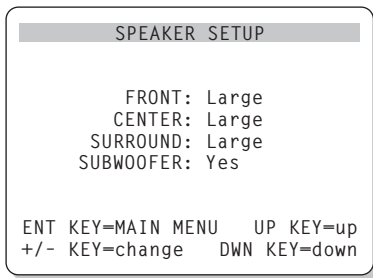 SPEAKER SETUP
FRONT: Large
CENTER: Large
SURROUND: Large
SUBWOOFER: Yes
ENT KEY=MAIN MENU UP KEY=up
+/- KEY=change DWN KEY=down